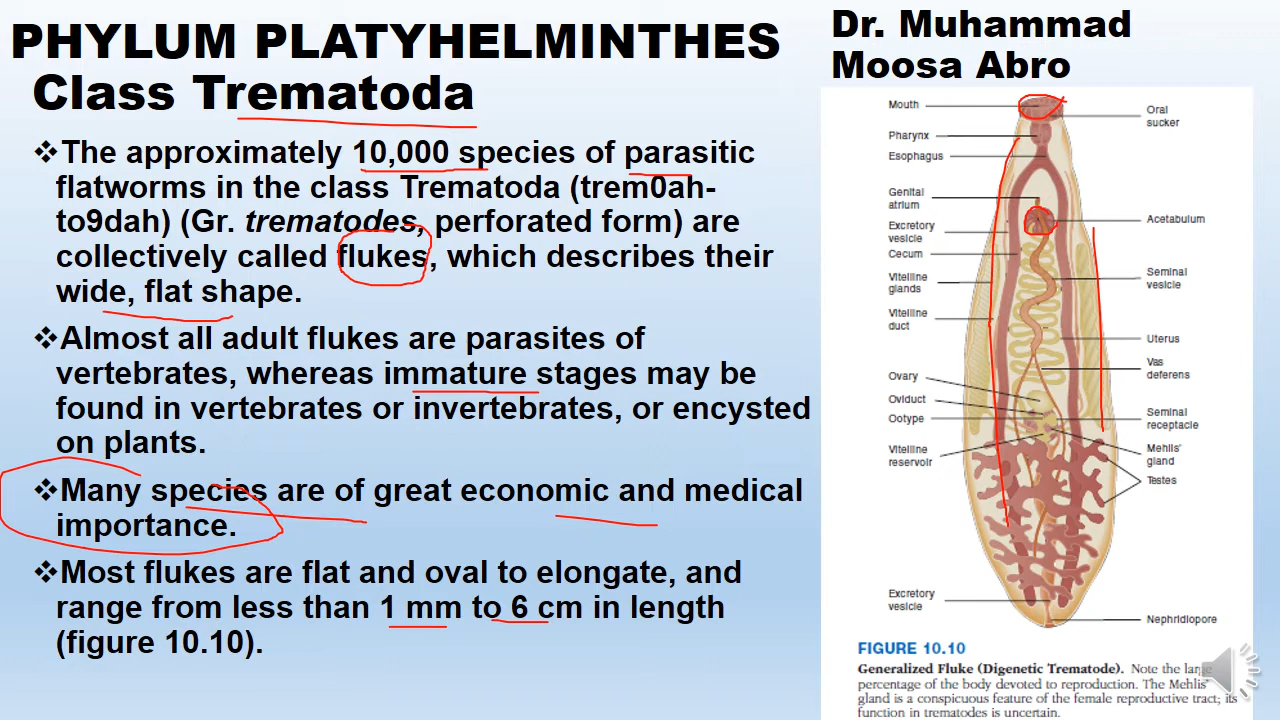 PHYLUM PLATYHELMINTHES
Class Trematoda
Dr. Muhammad
Moosa Abro
❖The approximately 10,000 species of parasitic
flatworms in the class Trematoda (trem0ah-
to9dah) (Gr. trematodes, perforated form) are
collectively called flukes, which describes their
wide, flat shape.
❖Almost all adult flukes are parasites of
vertebrates, whereas immature stages may be
found in vertebrates or invertebrates, or encysted
on plants.
❖Many species are of great economic and medical
importance.
❖Most flukes are flat and oval to elongate, and
range from less than 1 mm to 6 cm in length
(figure 10.10).
Mouth
Pharynx
Esophagus
Genital
atrium
Excretory
vesicle
Cecum
Vitelline
glands
Vitelline
duct
Ovary
Oviduct
Ootype
Vitelline
reservoir
Excretory
vesicle
Oral
sucker
Acetabulum
Seminal
vesicle
Uterus
Vas
deferens
Seminal
receptacle
Mehlis'
gland
Testes
Nephridiopore
FIGURE 10.10
Generalized Fluke (Digenetic Trematode). Note the large
percentage of the body devoted to reproduction. The Mehlis'
gland is a conspicuous feature of the female reproductive tract; its
function in trematodes is uncertain.